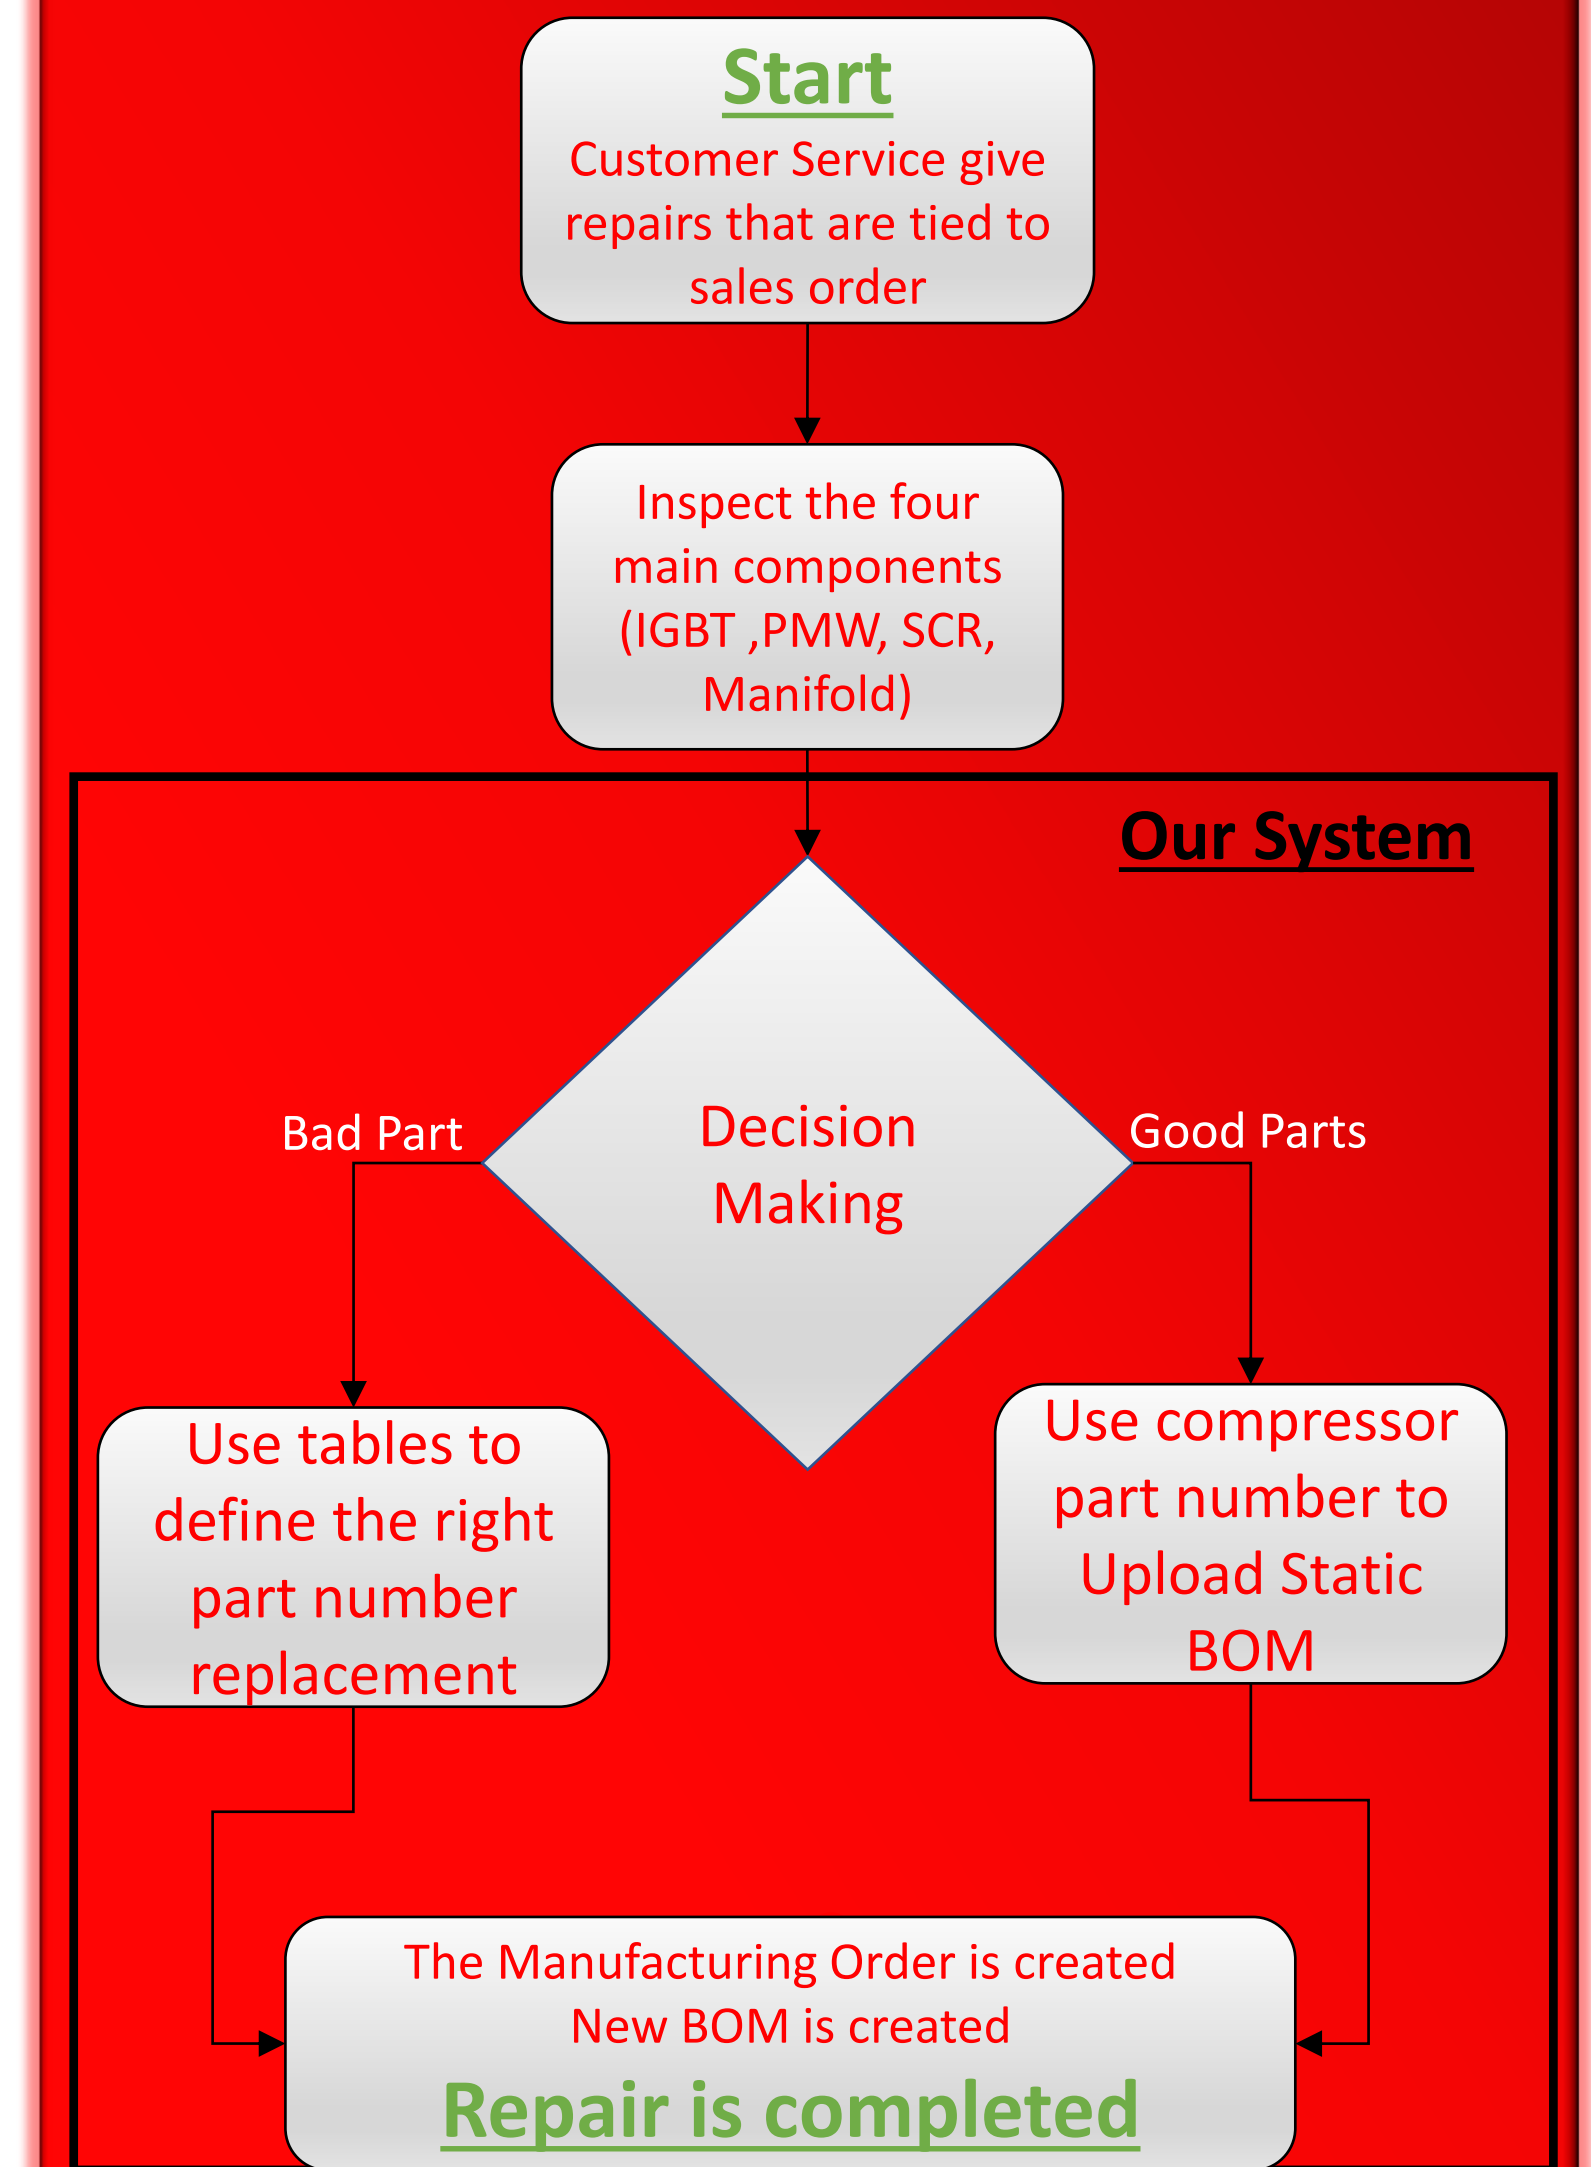 Start
Customer Service give
repairs that are tied to
sales order
Inspect the four
main components
(IGBT ,PMW, SCR,
Manifold)
Our System
Decision
Making
Bad Part
Good Parts
Use tables to
define the right
part number
replacement
Use compressor
part number to
Upload Static
BOM
The Manufacturing Order is created
New BOM is created
Repair is completed